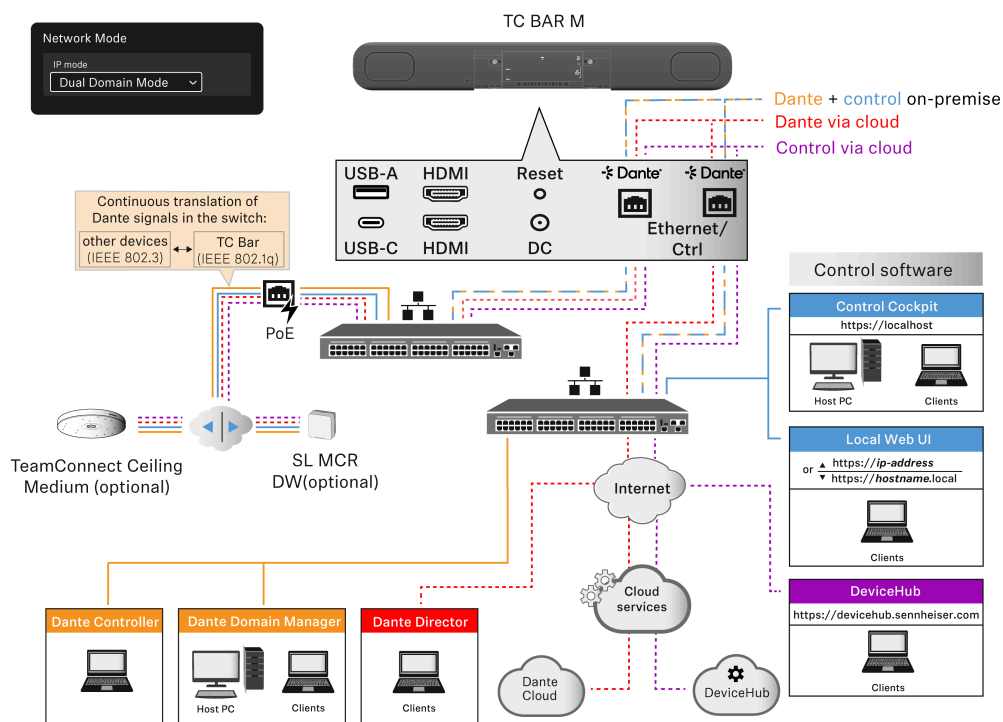 TC BAR M
Network Mode
IP mode
Dual Domain Mode
Dante + control on-premise
Dante via cloud
Control via cloud
USB-A
HDMI
Reset
Dante
Dante
USB-C
HDMI
DC
Ethernet/
Ctrl
Continuous translation of
Dante signals in the switch:
other devices
(IEEE 802.3)
TC Bar
(IEEE 802.1q)
PoE
TeamConnect Ceiling
Medium (optional)
SL MCR
DW(optional)
Control software
Control Cockpit
https://localhost
Host PC
Clients
Local Web UI
or
https://ip-address
https://hostname.local
Clients
DeviceHub
https://devicehub.sennheiser.com
Clients
Internet
Cloud
services
Dante
Cloud
DeviceHub
Dante Controller
Dante Domain Manager
Host PC
Clients
Dante Director
Clients